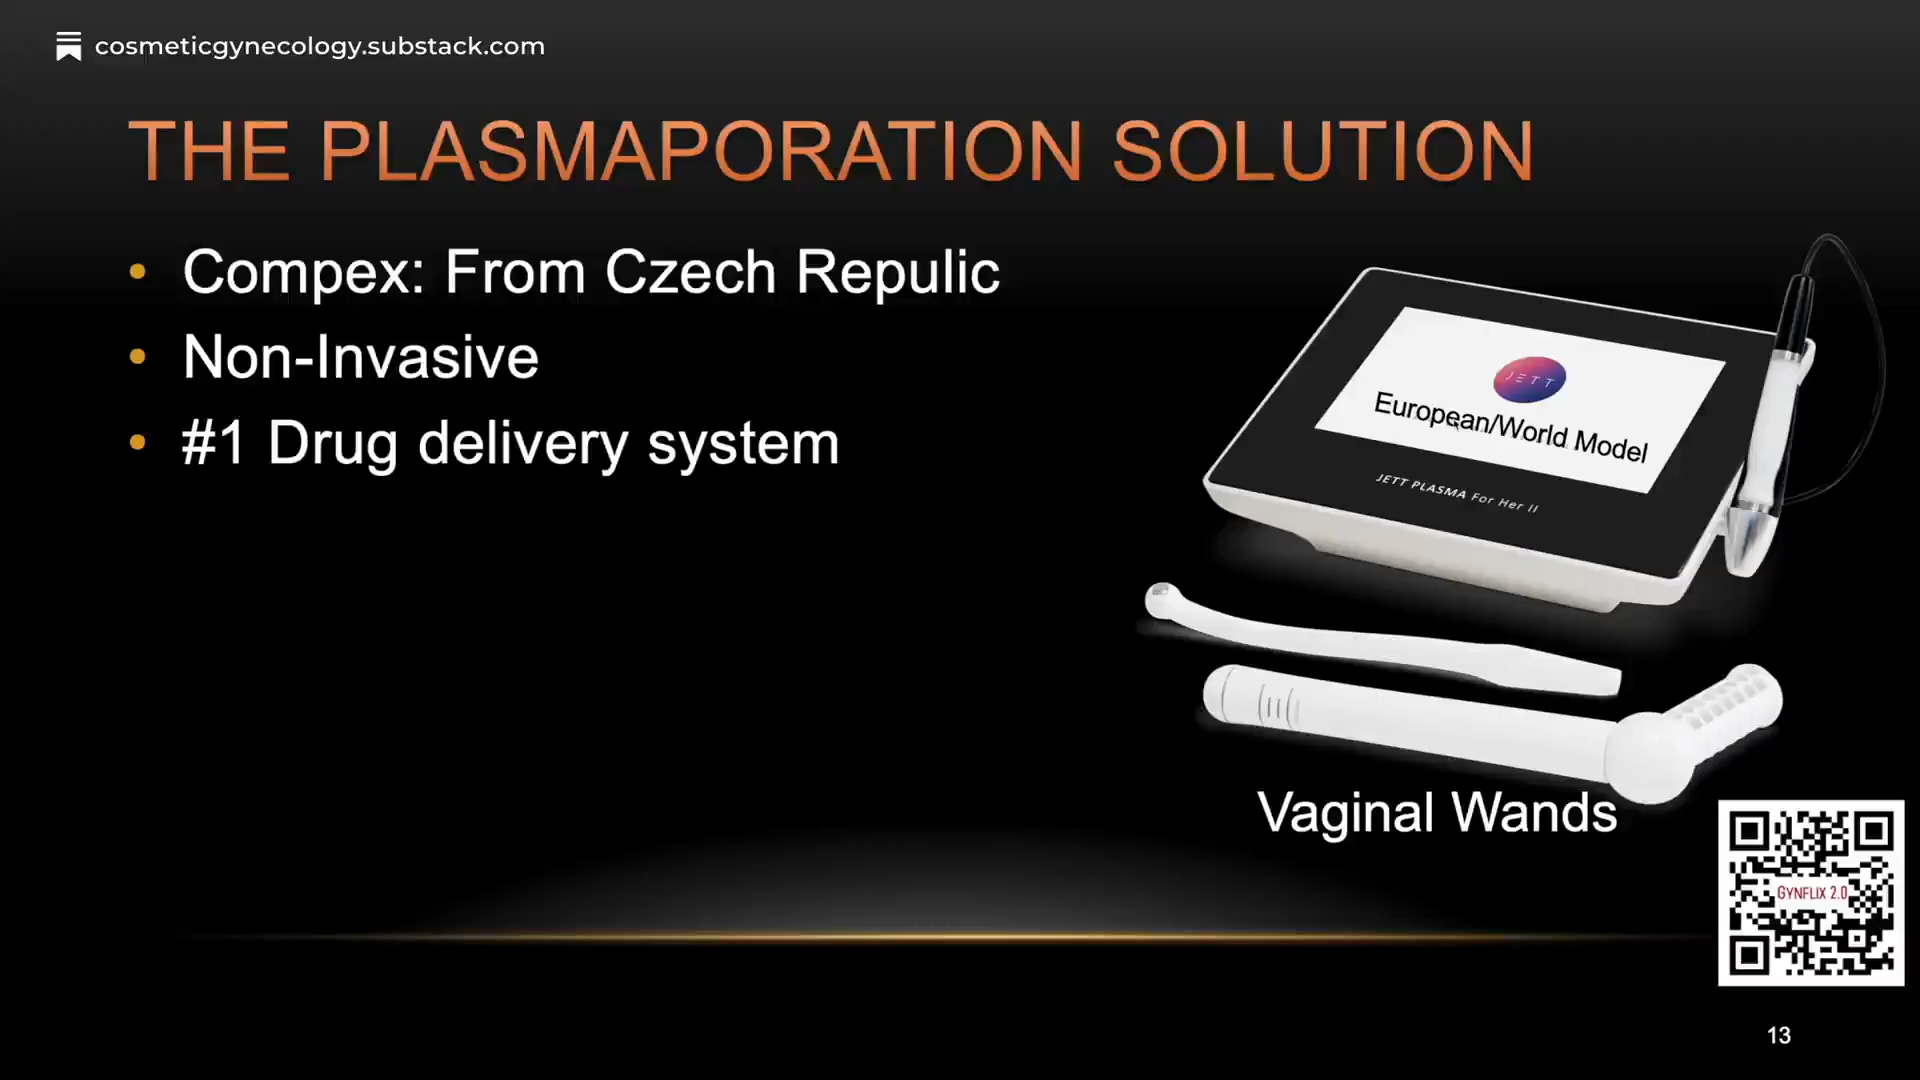 cosmeticgynecology.substack.com
THE PLASMAPORATION SOLUTION
• Compex: From Czech Repulic
• Non-Invasive
• #1 Drug delivery system
JETT
European/World Model
JETT PLASMA For Her II
Vaginal Wands
GYNFLIX 2.0
13